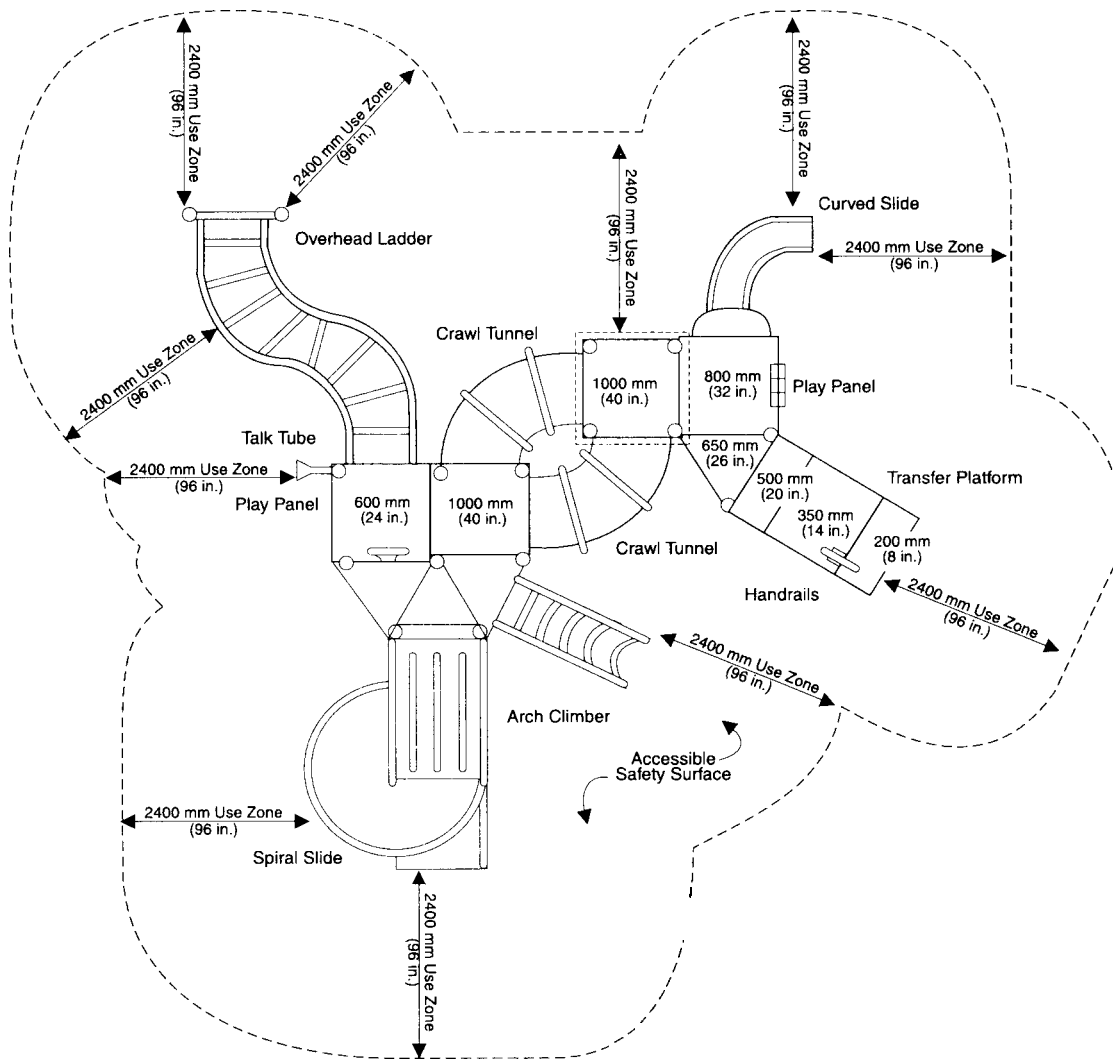 2400 mm Use Zone
(96 in.)
2400 mm Use Zone
(96 in.)
2400 mm Use Zone
(96 in.)
2400 mm Use Zone
(96 in.)
Curved Slide
Overhead Ladder
2400 mm Use Zone
(96 in.)
Crawl Tunnel
2400 mm Use Zone
(96 in.)
1000 mm
(40 in.)
800 mm
(32 in.)
Play Panel
Talk Tube
650 mm
(26 in.)
2400 mm Use Zone
(96 in.)
500 mm
(20 in.)
Transfer Platform
Play Panel
600 mm
(24 in.)
1000 mm
(40 in.)
350 mm
(14 in.)
200 mm
(8 in.)
Crawl Tunnel
Handrails
2400 mm Use Zone
(96 in.)
2400 mm Use Zone
(96 in.)
Arch Climber
Accessible
Safety Surface
2400 mm Use Zone
(96 in.)
Spiral Slide
2400 mm Use Zone
(96 in.)